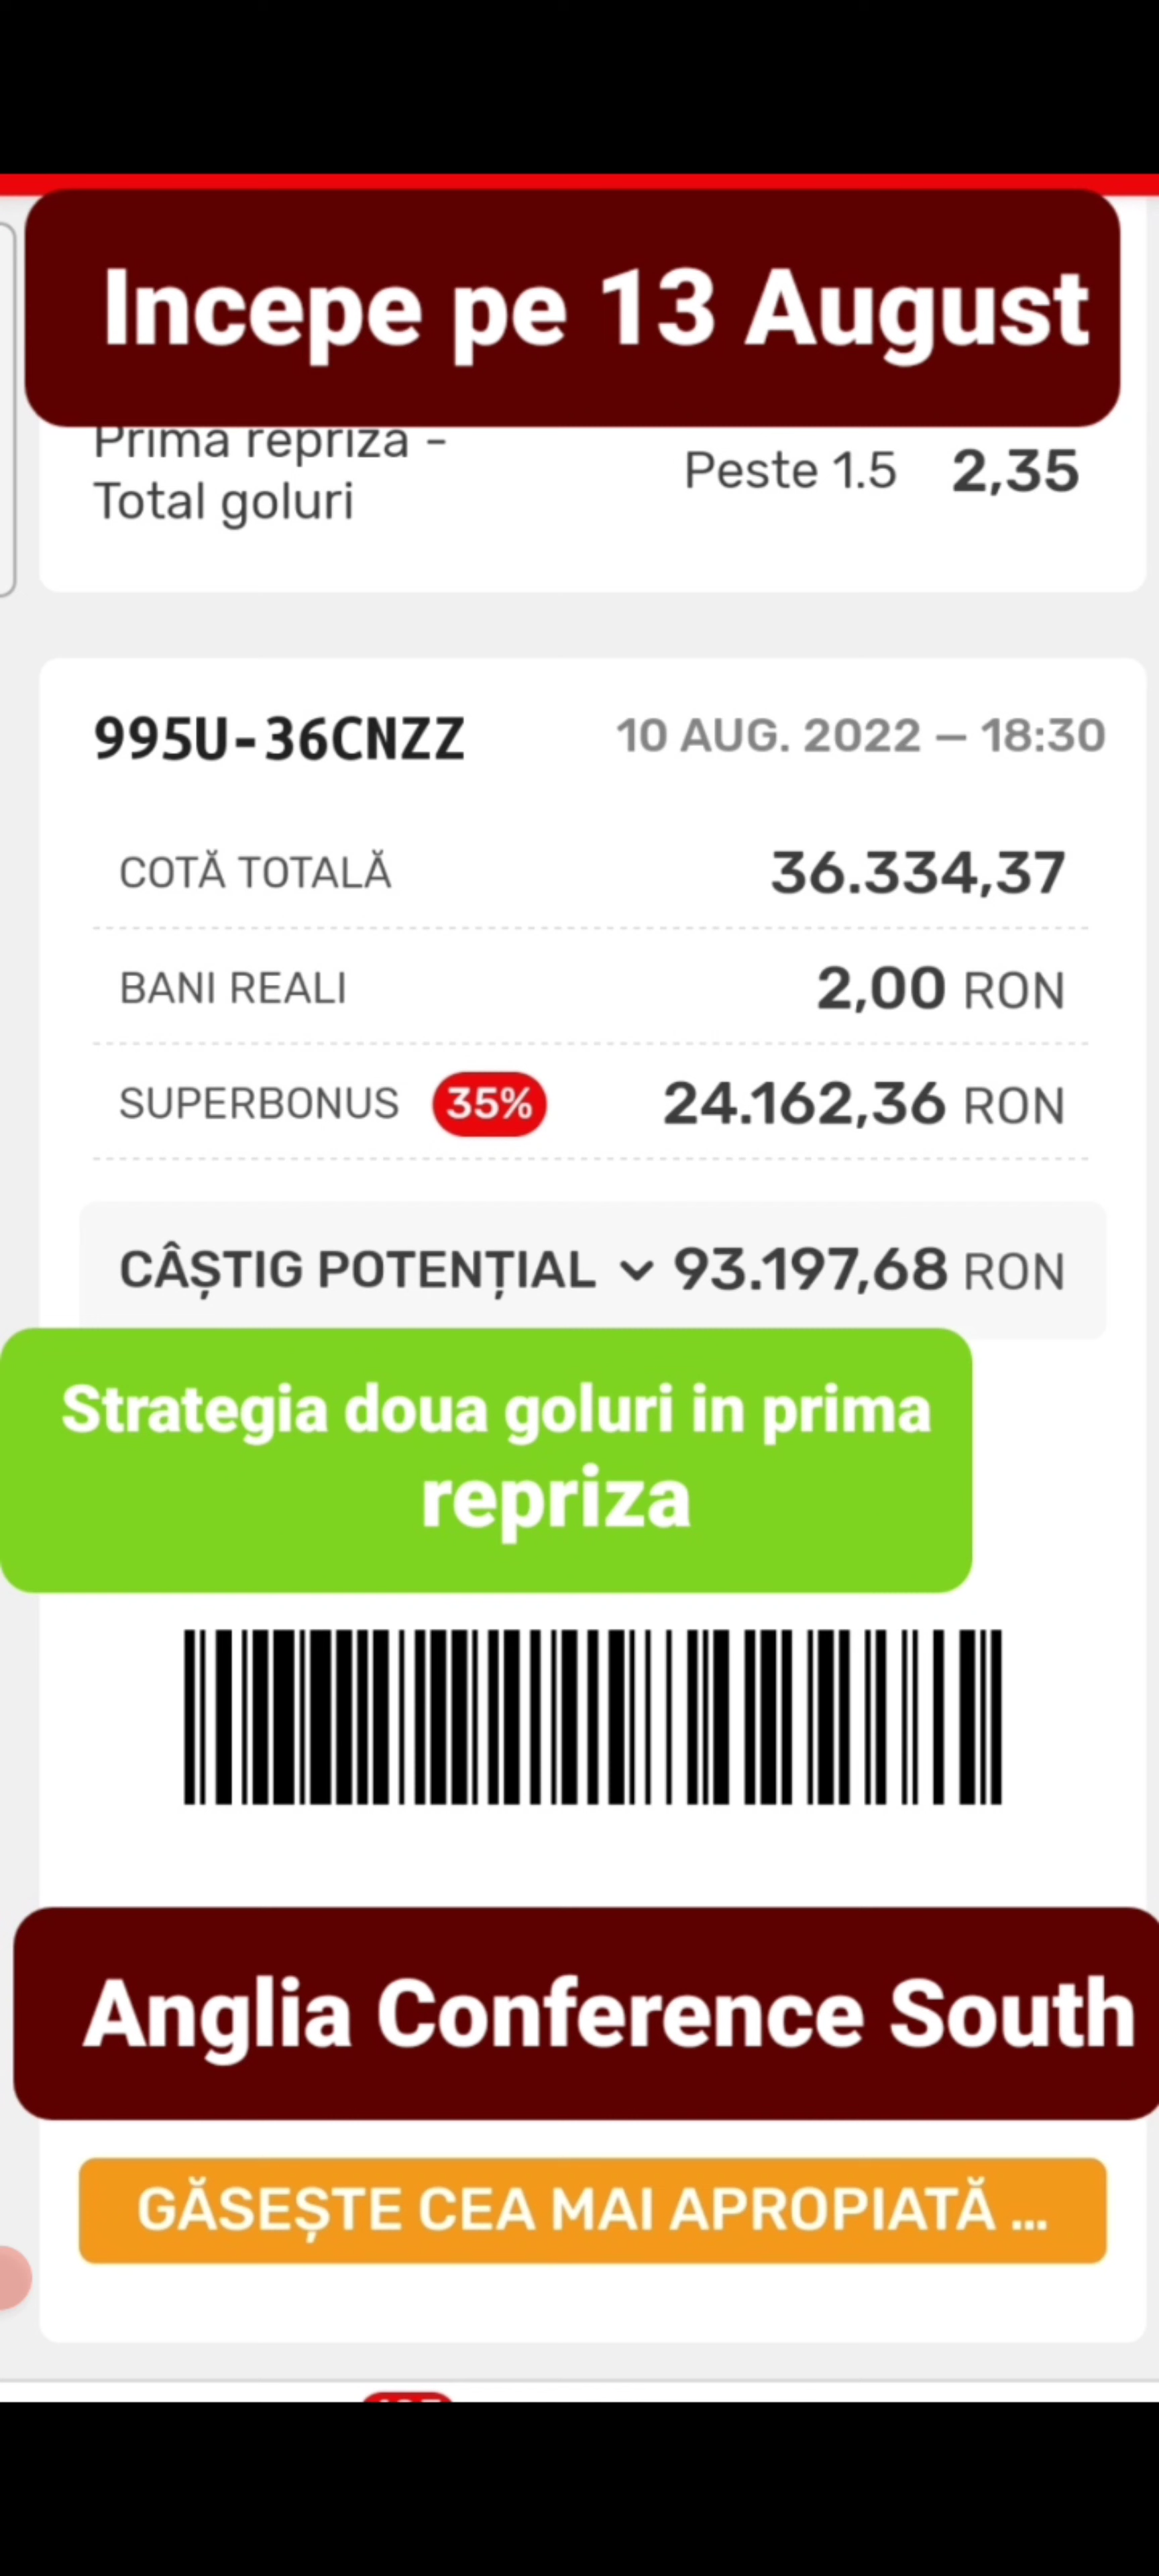 Incepe pe 13 August
Prima repriza -
Total goluri
Peste 1.5 2,35
995U-36CNZZ 10 AUG. 2022 — 18:30
COTĂ TOTALĂ 36.334,37
BANI REALI 2,00 RON
SUPERBONUS 35% 24.162,36 RON
CÂȘTIG POTENȚIAL 93.197,68 RON
Strategia doua goluri in prima
repriza
Anglia Conference South
GĂSEȘTE CEA MAI APROPIATĂ ...